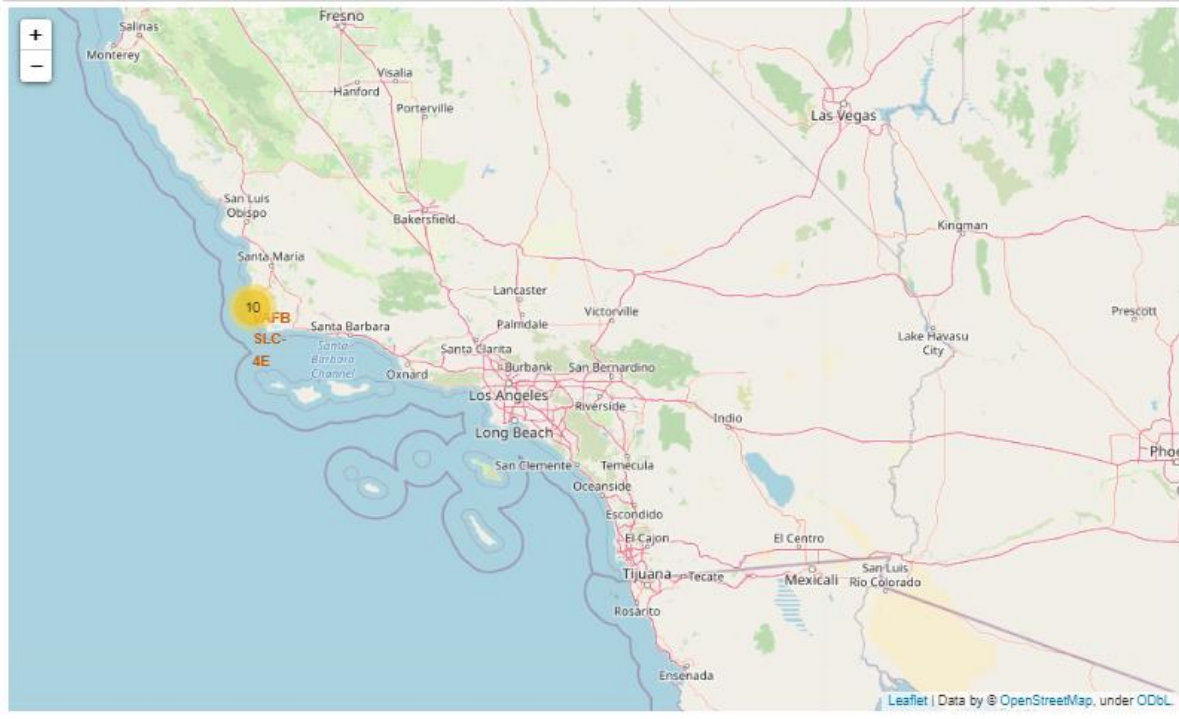 Fresno
Salinas
+
Monterey
−
Visalia
Hanford
Porterville
Las Vegas
San Luis
Obispo
Bakersfield
Kingman
Santa Maria
Lancaster
10
AFB
Victorville
Prescott
Palmdale
Santa Barbara
SLC-
Lake Havasu
City
Santa
Barbara
Channel
Santa Clarita
4E
Burbank
San Bernardino
Oxnard
Los Angeles
Riverside
Indio
Long Beach
Phoe
San Clemente
Temecula
Oceanside
Escondido
El Cajon
El Centro
Tijuana
Tecate
Mexicali
San Luis
Río Colorado
Rosarito
Ensenada
Leaflet | Data by © OpenStreetMap, under ODbL.